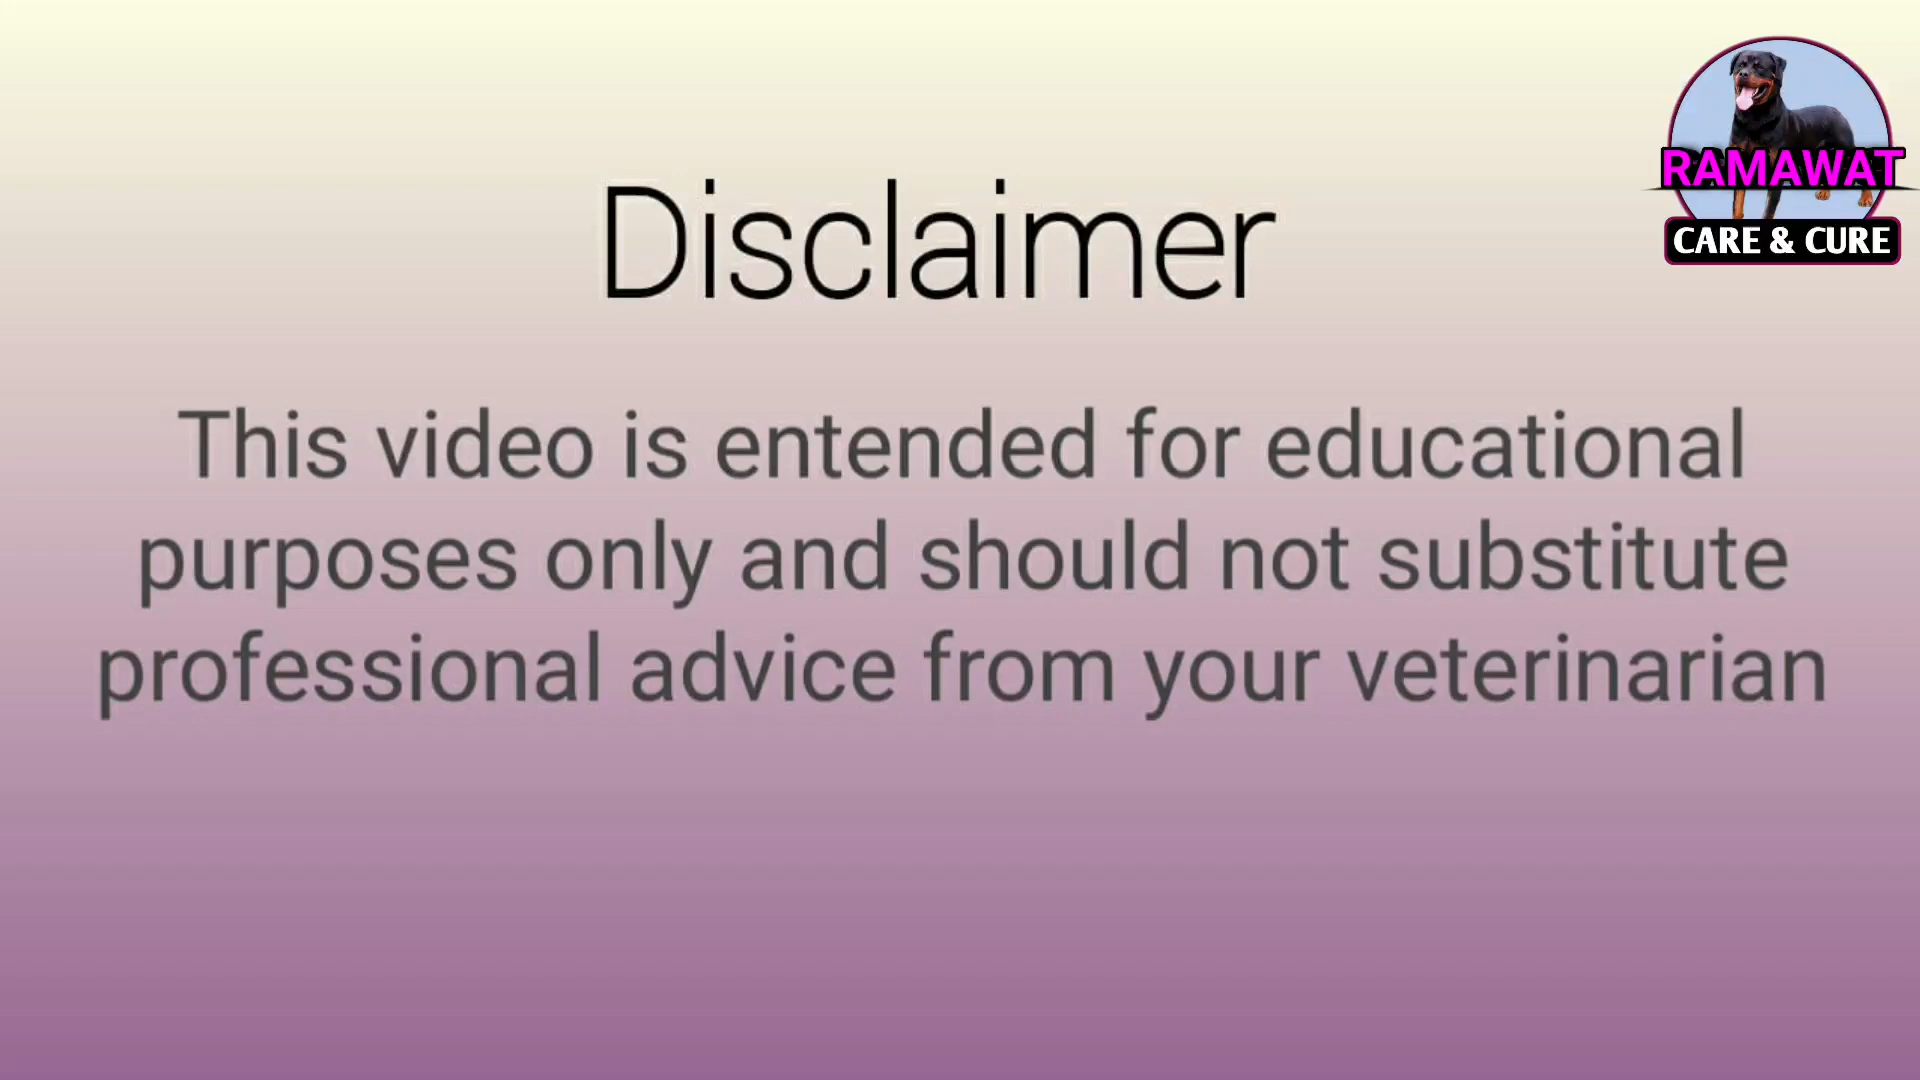 RAMAWAT
CARE & CURE
Disclaimer
This video is entended for educational
purposes only and should not substitute
professional advice from your veterinarian